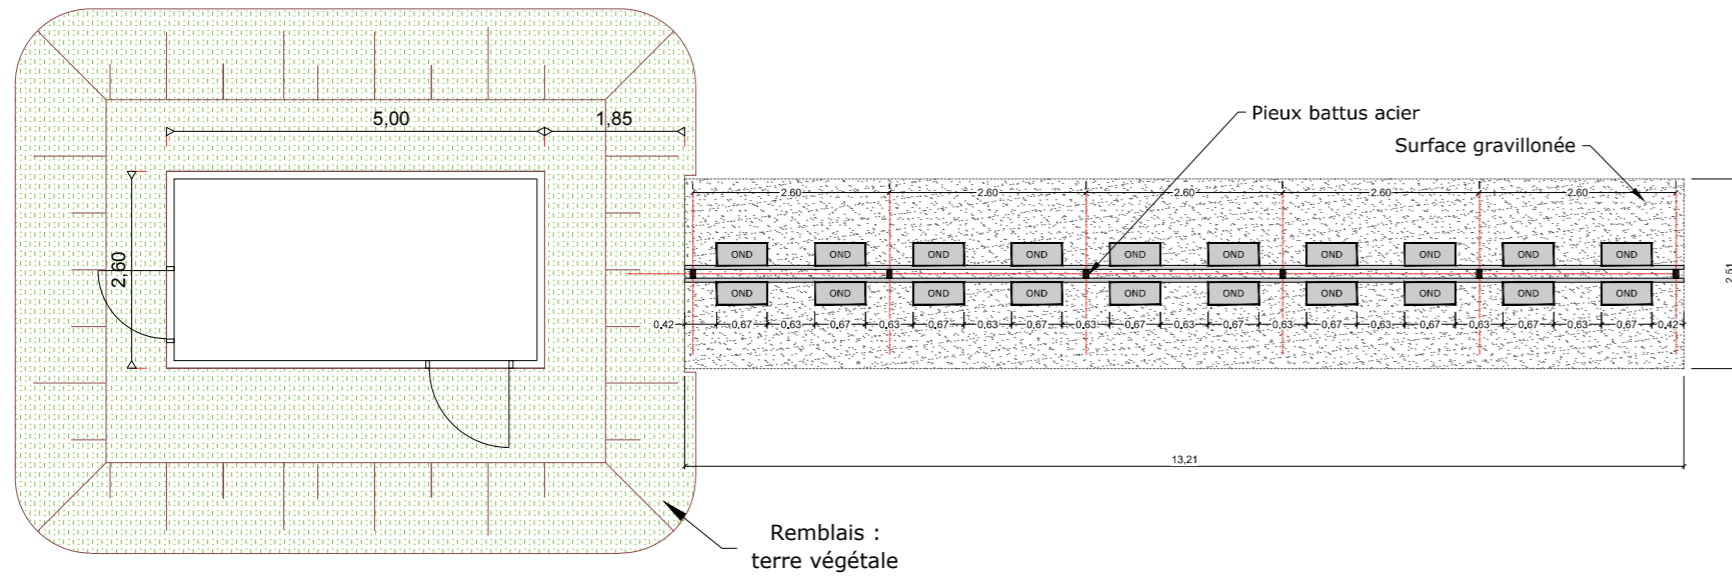 Pieux battus acier
5,00
1,85
Surface gravillonée
2.60 2.60 2.60 2.60 2.60
2,60
OND OND OND OND OND OND OND OND OND OND
2,51
OND OND OND OND OND OND OND OND OND OND
0,42 0,67 0,63 0,67 0,63 0,67 0,63 0,67 0,63 0,67 0,63 0,67 0,63 0,67 0,63 0,67 0,63 0,67 0,63 0,67 0,42
13,21
Remblais :
terre végétale